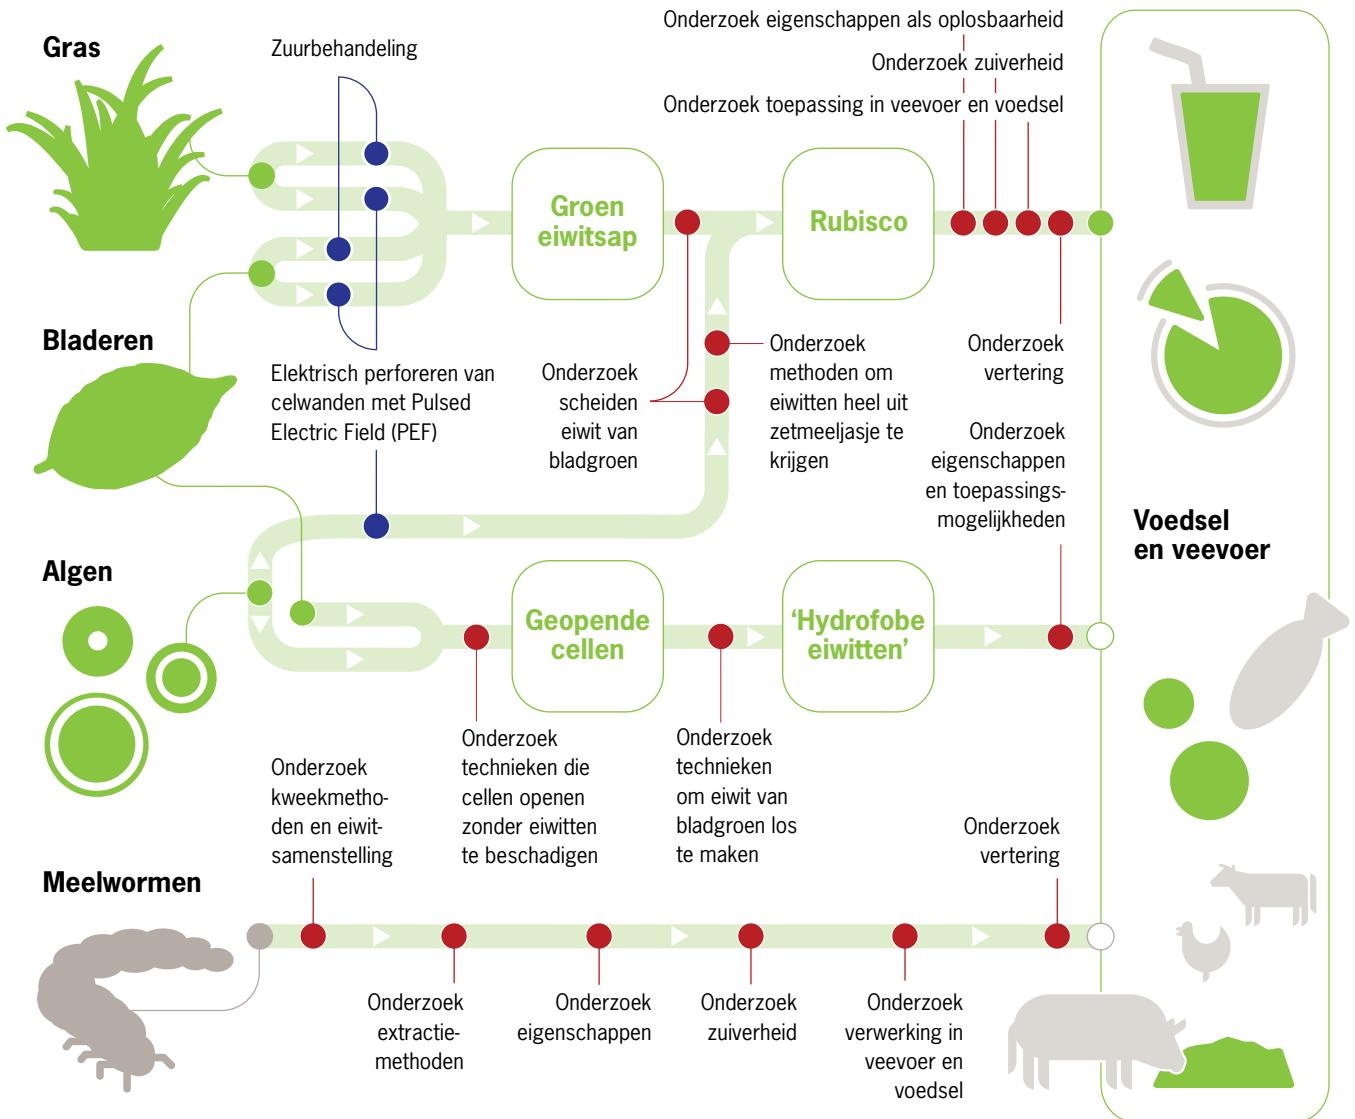 Gras
Zuurbehandeling
Onderzoek eigenschappen als oplosbaarheid
Onderzoek zuiverheid
Onderzoek toepassing in veevoer en voedsel
Groen
eiwitsap
Rubisco
Bladeren
Elektrisch perforeren van
celwanden met Pulsed
Electric Field (PEF)
Onderzoek
scheiden
eiwit van
bladgroen
Onderzoek
methoden om
eiwitten heel uit
zetmeeljasje te
krijgen
Onderzoek
vertering
Onderzoek
eigenschappen
en toepassings-
mogelijkheden
Voedsel
en veevoer
Algen
Geopende
cellen
‘Hydrofobe
eiwitten’
Onderzoek
kweekmetho-
den en eiwit-
samenstelling
Onderzoek
technieken die
cellen openen
zonder eiwitten
te beschadigen
Onderzoek
technieken
om eiwit van
bladgroen los
te maken
Onderzoek
vertering
Meelwormen
Onderzoek
extractie-
methoden
Onderzoek
eigenschappen
Onderzoek
zuiverheid
Onderzoek
verwerking in
veevoer en
voedsel